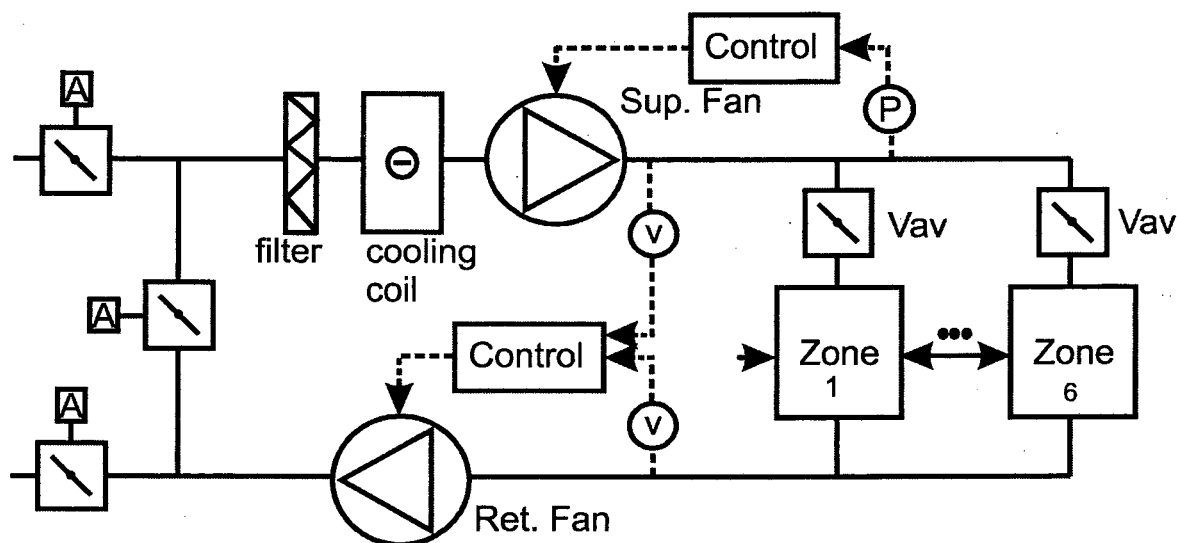 Control
A
Sup. Fan
P
Vav
Vav
filter
cooling
coil
v
A
Control
Zone
1
•••
Zone
6
A
v
Ret. Fan